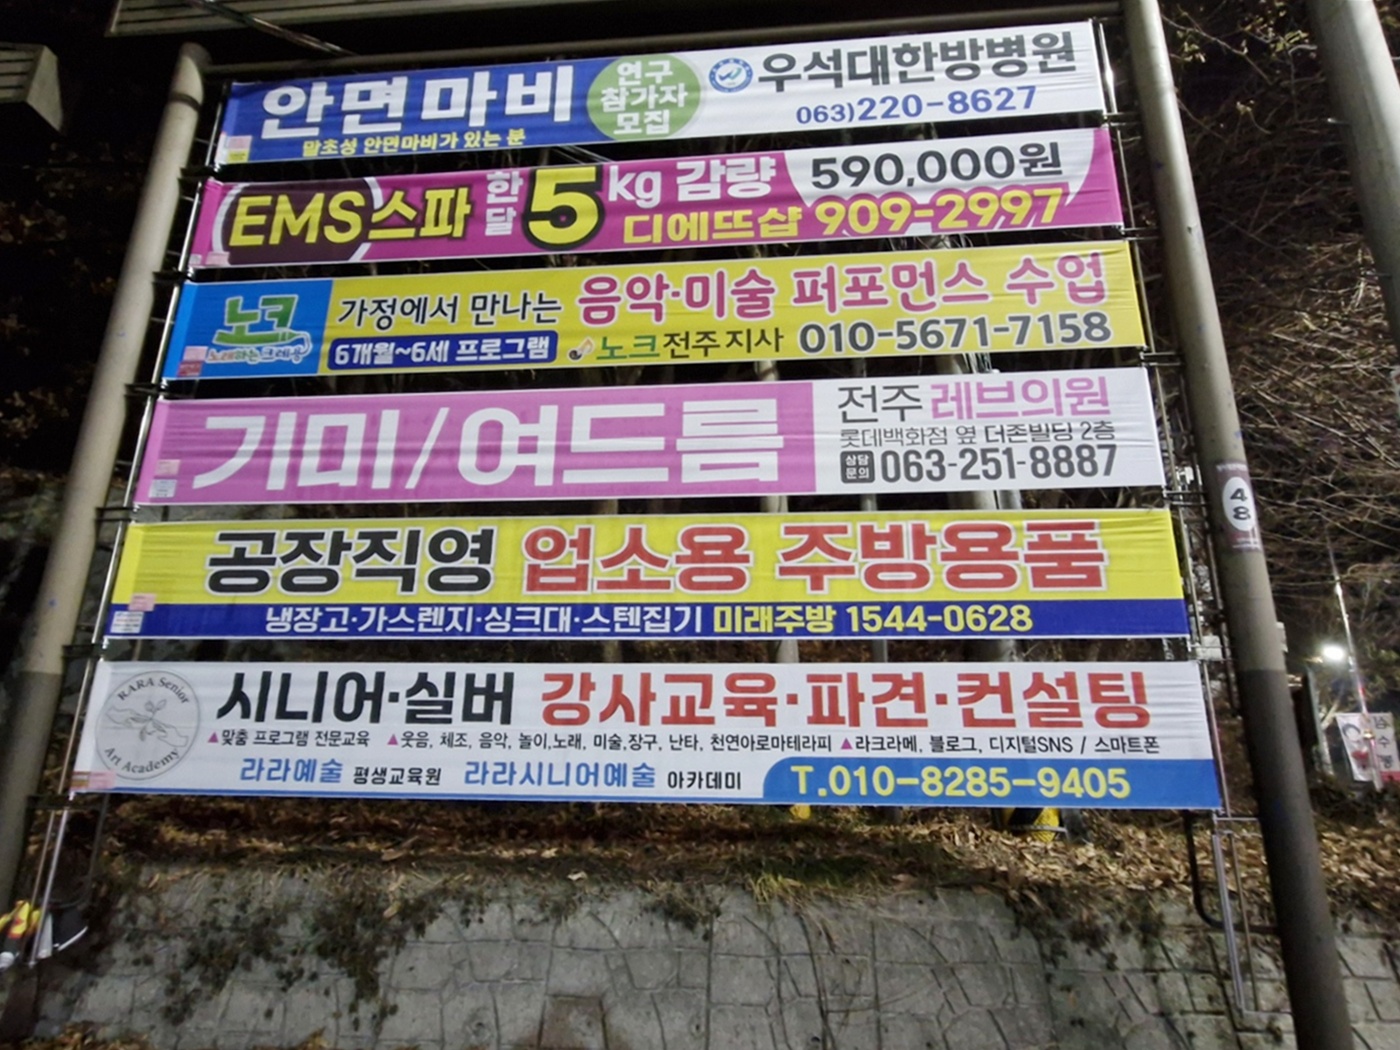 안면마비
연구
참가자
모집
우석대한방병원
말초성 안면마비가 있는 분
063)220-8627
EMS스파 한달 5kg 감량 590,000원
디에뜨샵 909-2997
노크
노래하는크레용
가정에서 만나는 음악·미술 퍼포먼스 수업
6개월~6세 프로그램 노크전주지사 010-5671-7158
기미/여드름
전주 레브의원
롯데백화점 옆 더존빌딩 2층
상담문의 063-251-8887
공장직영 업소용 주방용품
냉장고·가스렌지·싱크대·스텐집기 미래주방 1544-0628
RARA Senior
Art Academy
시니어·실버 강사교육·파견·컨설팅
▲맞춤 프로그램 전문교육 ▲웃음, 체조, 음악, 놀이,노래, 미술,장구, 난타, 천연아로마테라피 ▲라크라메, 블로그, 디지털SNS / 스마트폰
라라예술 평생교육원 라라시니어예술 아카데미 T.010-8285-9405
48